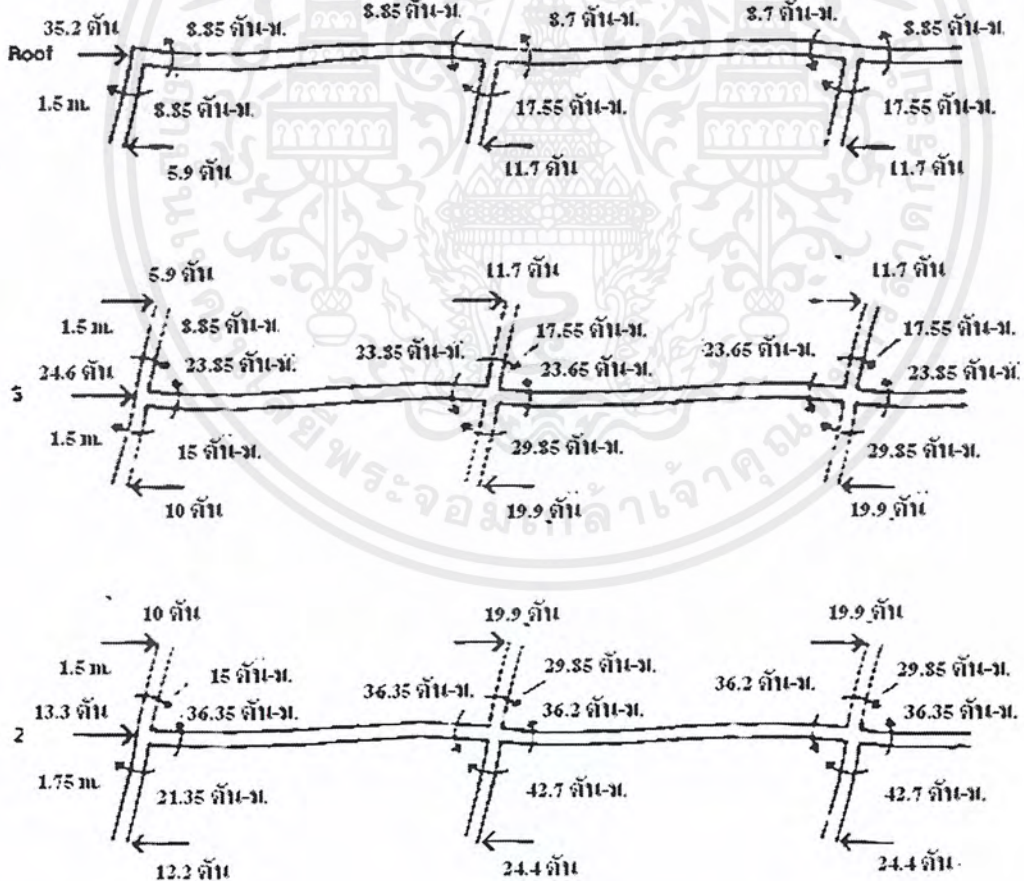 35.2 ตัน 8.85 ตัน-ม. 8.85 ตัน-ม. 8.7 ตัน-ม. 8.7 ตัน-ม. 8.85 ตัน-ม.
Root
1.5 m. 8.85 ตัน-ม. 17.55 ตัน-ม. 17.55 ตัน-ม.
5.9 ตัน 11.7 ตัน 11.7 ตัน
5.9 ตัน 11.7 ตัน 11.7 ตัน
1.5 m. 8.85 ตัน-ม. 17.55 ตัน-ม. 17.55 ตัน-ม.
24.6 ตัน 23.85 ตัน-ม. 23.85 ตัน-ม. 23.65 ตัน-ม. 23.65 ตัน-ม. 23.85 ตัน-ม.
1.5 m. 15 ตัน-ม. 29.85 ตัน-ม. 29.85 ตัน-ม.
10 ตัน 19.9 ตัน 19.9 ตัน
10 ตัน 19.9 ตัน 19.9 ตัน
1.5 m. 15 ตัน-ม. 29.85 ตัน-ม. 29.85 ตัน-ม.
13.3 ตัน 36.35 ตัน-ม. 36.35 ตัน-ม. 36.2 ตัน-ม. 36.2 ตัน-ม. 36.35 ตัน-ม.
2
1.75 m. 21.35 ตัน-ม. 42.7 ตัน-ม. 42.7 ตัน-ม.
12.2 ตัน 24.4 ตัน 24.4 ตัน